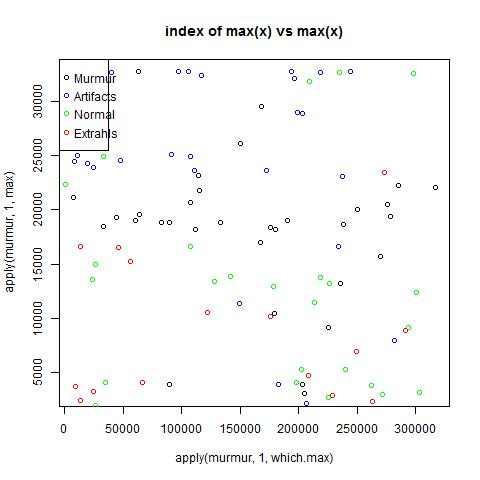 index of max(x) vs max(x)
Murmur
Artifacts
Normal
Extrahls
apply(murmur, 1, max)
30000
25000
20000
15000
10000
5000
0 50000 100000 150000 200000 250000 300000
apply(murmur, 1, which.max)